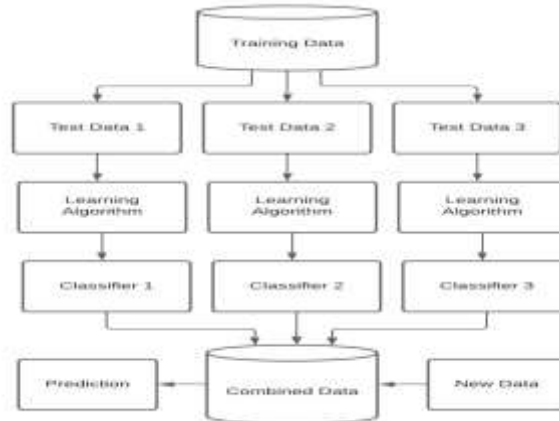 Training Data
Test Data 1
Test Data 2
Test Data 3
Learning
Algorithm
Learning
Algorithm
Learning
Algorithm
Classifier 1
Classifier 2
Classifier 3
Prediction
Combined Data
New Data